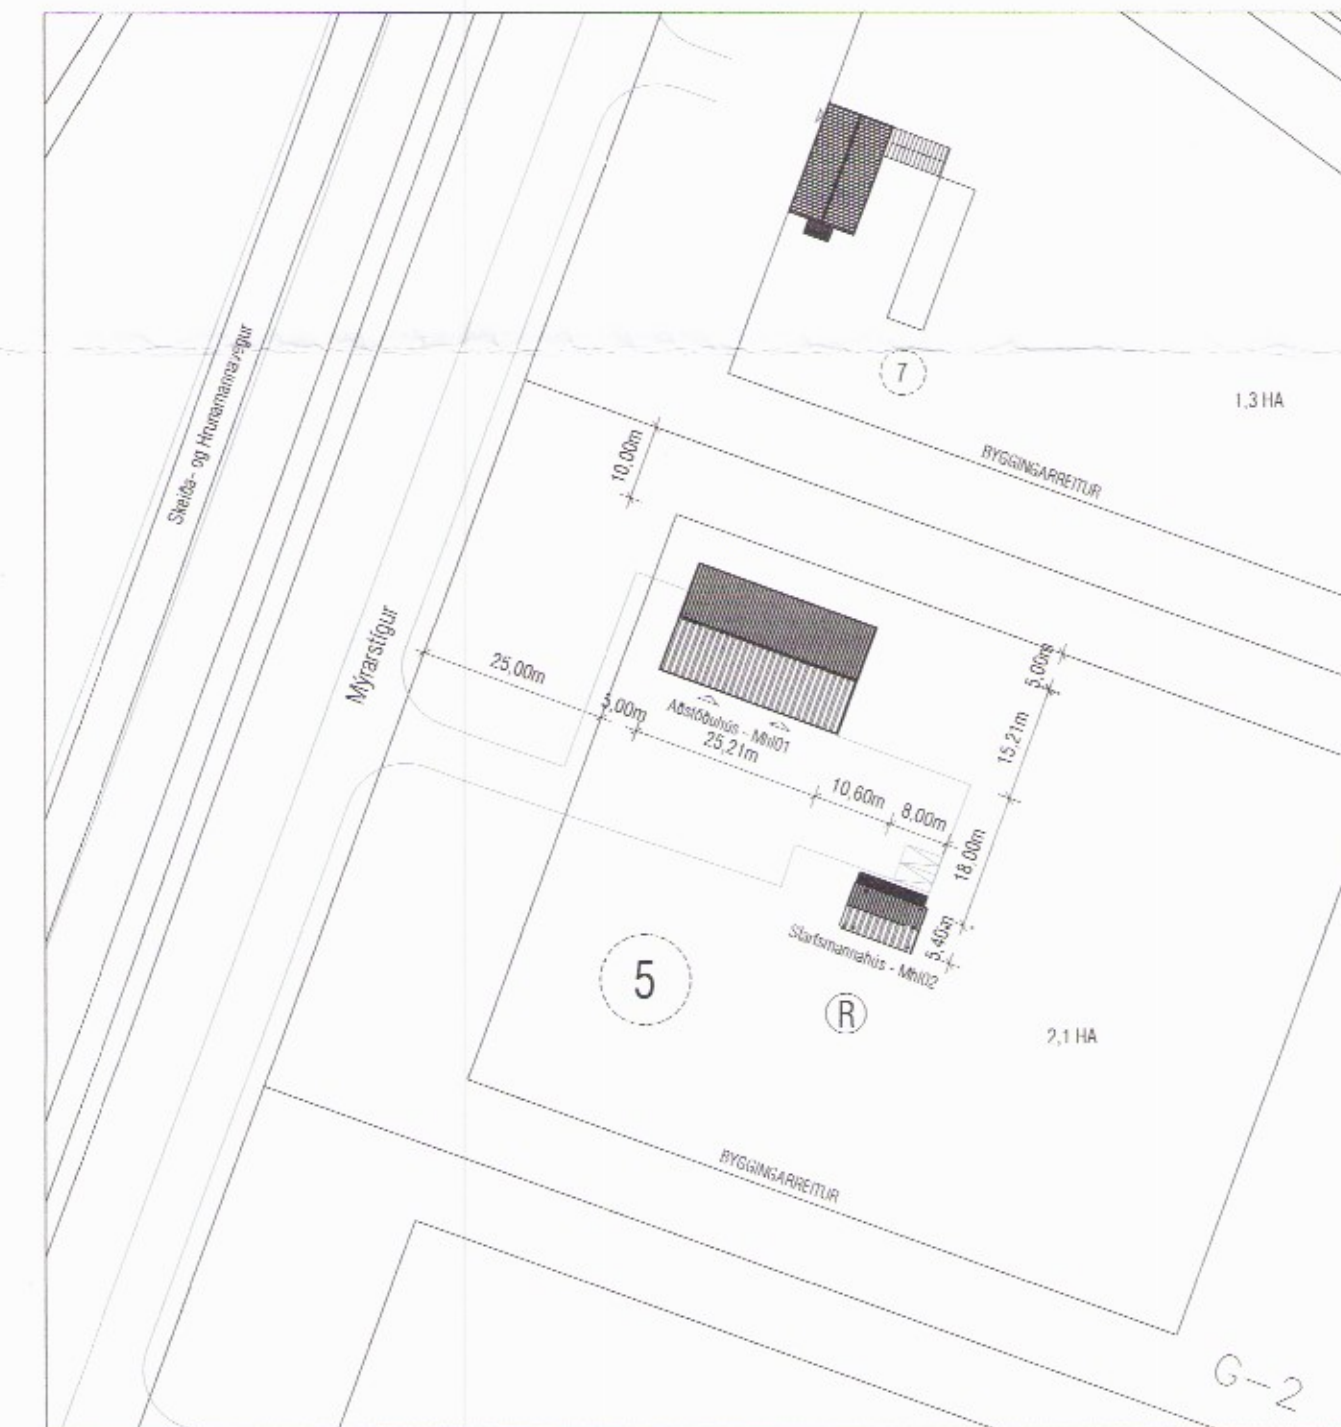 Skeiða- og Hrunamannavegur
Mýrarstígur
7
1,3 HA
BYGGINGARREITUR
10,00m
25,00m
5,00m
Aðstöðuhús - Mhl01
25,21m
10,60m
8,00m
5,00m
15,21m
18,00m
5,40m
Starfsmannahús - Mhl02
5
R
2,1 HA
BYGGINGARREITUR
G-2